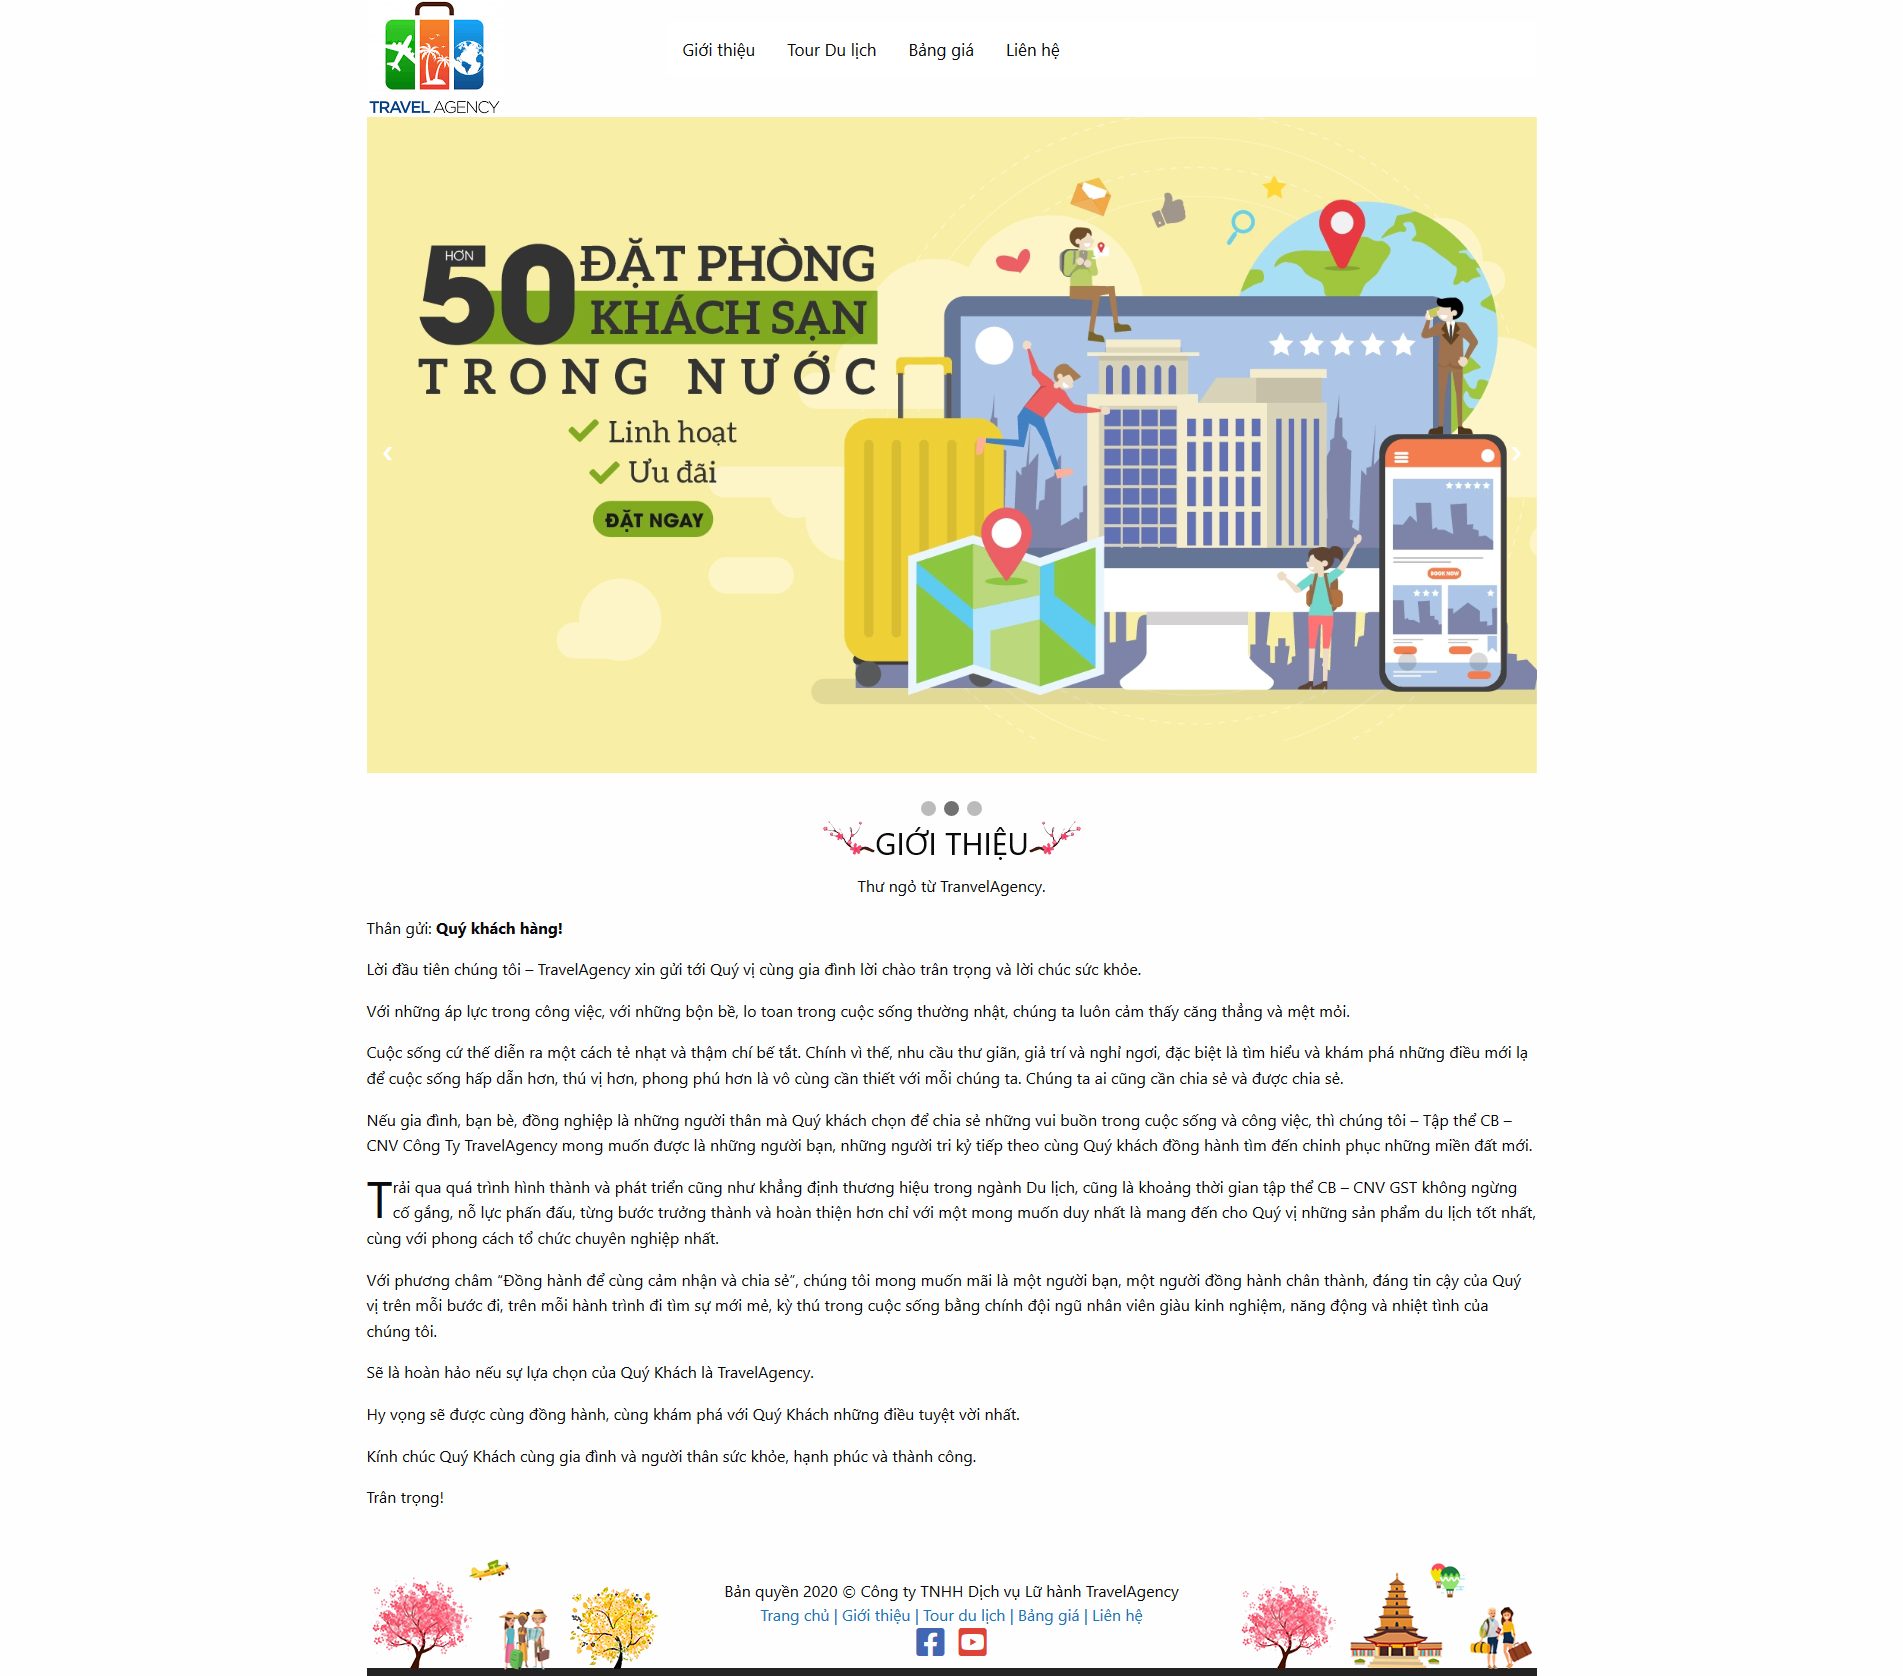 TRAVEL AGENCY
Giới thiệu Tour Du lịch Bảng giá Liên hệ
HƠN
50 ĐẶT PHÒNG
KHÁCH SẠN
TRONG NƯỚC
Linh hoạt
Ưu đãi
ĐẶT NGAY
BOOK NOW
GIỚI THIỆU
Thư ngỏ từ TranvelAgency.
Thân gửi: Quý khách hàng!
Lời đầu tiên chúng tôi – TravelAgency xin gửi tới Quý vị cùng gia đình lời chào trân trọng và lời chúc sức khỏe.
Với những áp lực trong công việc, với những bộn bề, lo toan trong cuộc sống thường nhật, chúng ta luôn cảm thấy căng thẳng và mệt mỏi.
Cuộc sống cứ thế diễn ra một cách tẻ nhạt và thậm chí bế tắt. Chính vì thế, nhu cầu thư giãn, giả trí và nghỉ ngơi, đặc biệt là tìm hiểu và khám phá những điều mới lạ
để cuộc sống hấp dẫn hơn, thú vị hơn, phong phú hơn là vô cùng cần thiết với mỗi chúng ta. Chúng ta ai cũng cần chia sẻ và được chia sẻ.
Nếu gia đình, bạn bè, đồng nghiệp là những người thân mà Quý khách chọn để chia sẻ những vui buồn trong cuộc sống và công việc, thì chúng tôi – Tập thể CB –
CNV Công Ty TravelAgency mong muốn được là những người bạn, những người tri kỷ tiếp theo cùng Quý khách đồng hành tìm đến chinh phục những miền đất mới.
Trải qua quá trình hình thành và phát triển cũng như khẳng định thương hiệu trong ngành Du lịch, cũng là khoảng thời gian tập thể CB – CNV GST không ngừng
cố gắng, nỗ lực phấn đấu, từng bước trưởng thành và hoàn thiện hơn chỉ với một mong muốn duy nhất là mang đến cho Quý vị những sản phẩm du lịch tốt nhất,
cùng với phong cách tổ chức chuyên nghiệp nhất.
Với phương châm “Đồng hành để cùng cảm nhận và chia sẻ”, chúng tôi mong muốn mãi là một người bạn, một người đồng hành chân thành, đáng tin cậy của Quý
vị trên mỗi bước đi, trên mỗi hành trình đi tìm sự mới mẻ, kỳ thú trong cuộc sống bằng chính đội ngũ nhân viên giàu kinh nghiệm, năng động và nhiệt tình của
chúng tôi.
Sẽ là hoàn hảo nếu sự lựa chọn của Quý Khách là TravelAgency.
Hy vọng sẽ được cùng đồng hành, cùng khám phá với Quý Khách những điều tuyệt vời nhất.
Kính chúc Quý Khách cùng gia đình và người thân sức khỏe, hạnh phúc và thành công.
Trân trọng!
Bản quyền 2020 © Công ty TNHH Dịch vụ Lữ hành TravelAgency
Trang chủ | Giới thiệu | Tour du lịch | Bảng giá | Liên hệ